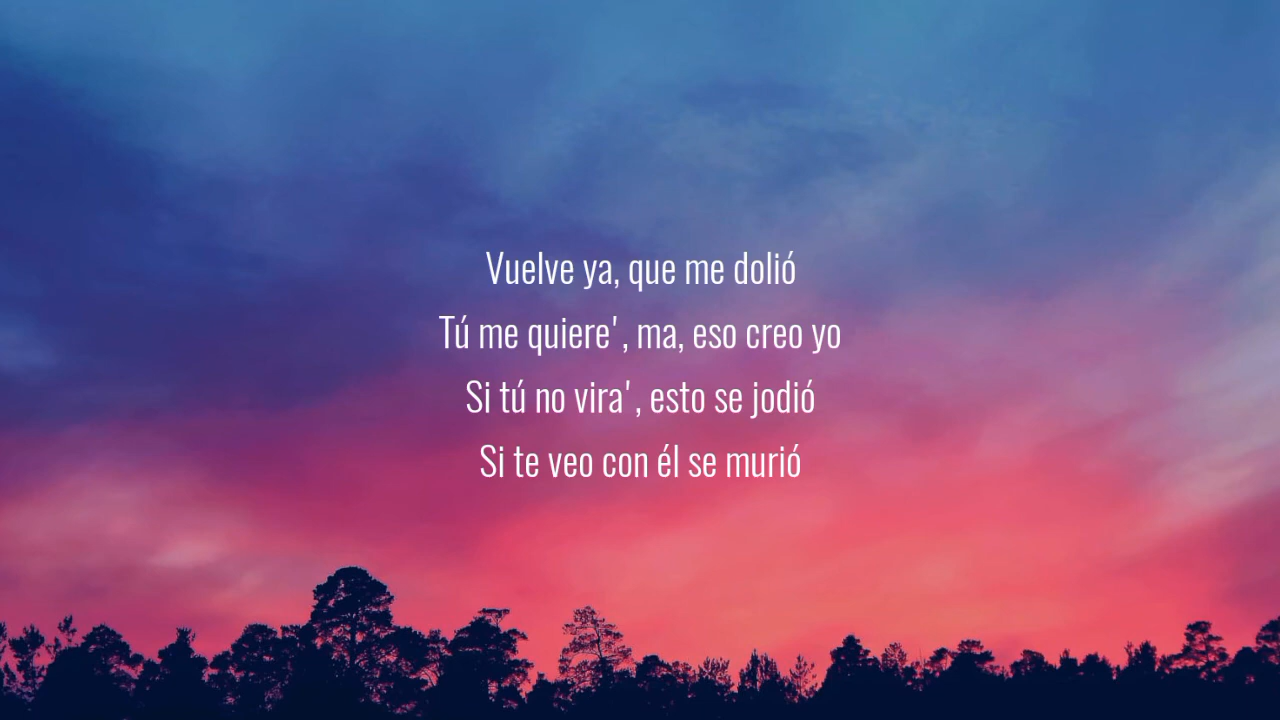 Vuelve ya, que me dolió
Tú me quiere', ma, eso creo yo
Si tú no vira', esto se jodió
Si te veo con él se murió